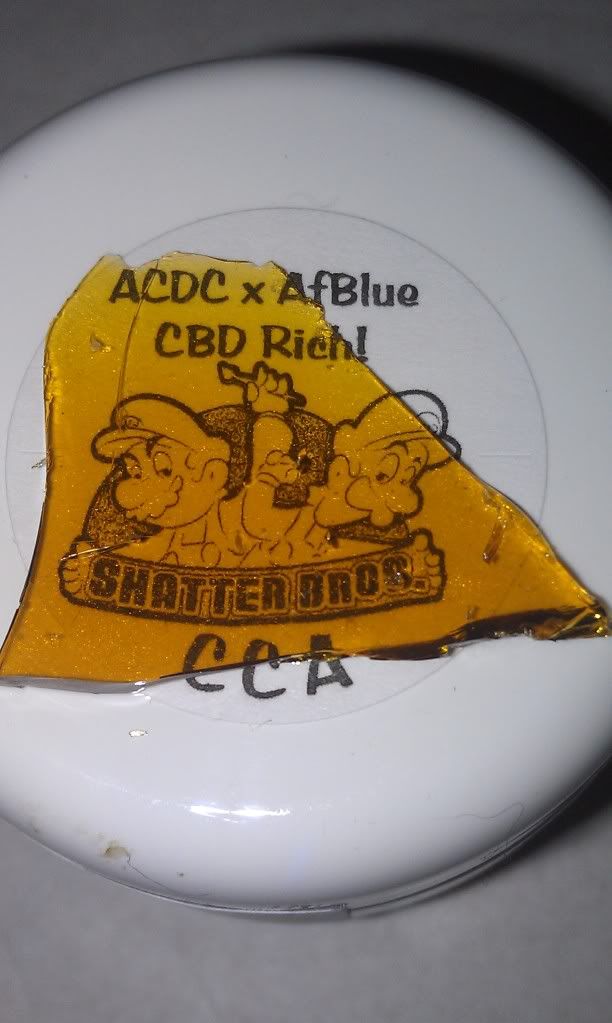 ACDC x AfBlue
CBD Rich!
SHATTER BROS.
CCA